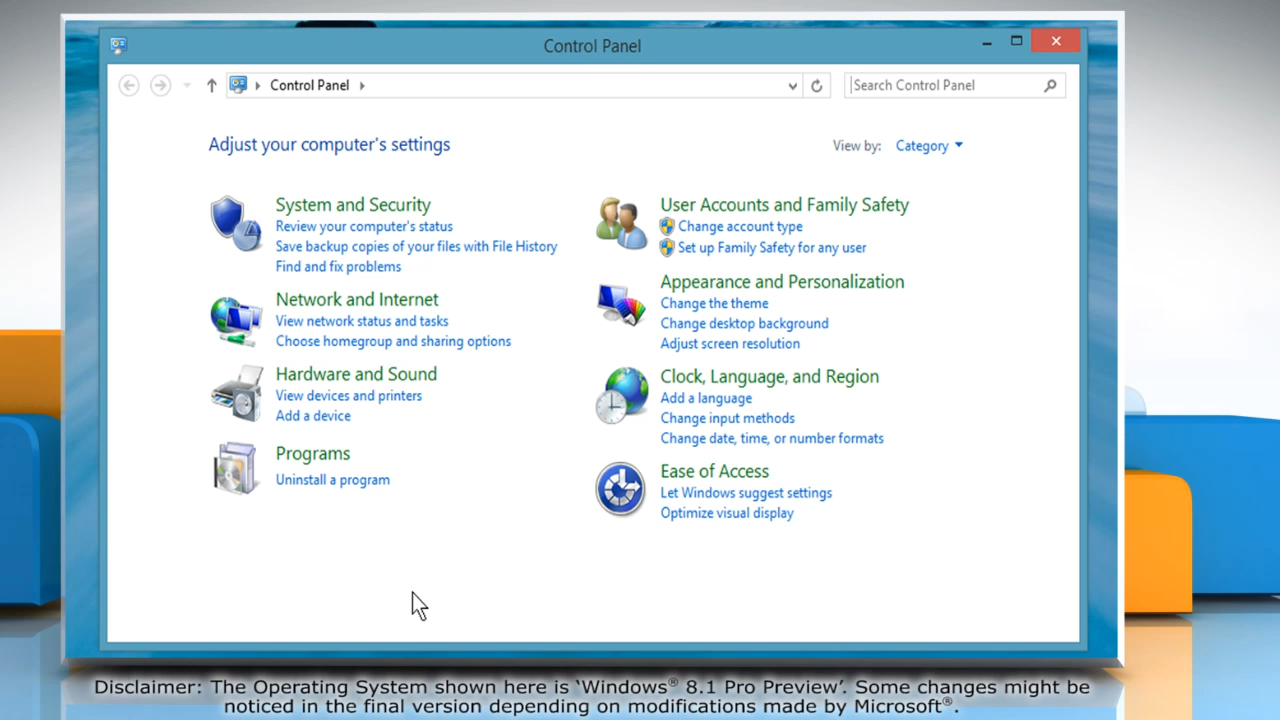 Control Panel
Control Panel
Search Control Panel
Adjust your computer's settings
View by: Category
System and Security
Review your computer's status
Save backup copies of your files with File History
Find and fix problems
Network and Internet
View network status and tasks
Choose homegroup and sharing options
Hardware and Sound
View devices and printers
Add a device
Programs
Uninstall a program
User Accounts and Family Safety
Change account type
Set up Family Safety for any user
Appearance and Personalization
Change the theme
Change desktop background
Adjust screen resolution
Clock, Language, and Region
Add a language
Change input methods
Change date, time, or number formats
Ease of Access
Let Windows suggest settings
Optimize visual display
Disclaimer: The Operating System shown here is ‘Windows® 8.1 Pro Preview’. Some changes might be
noticed in the final version depending on modifications made by Microsoft®.